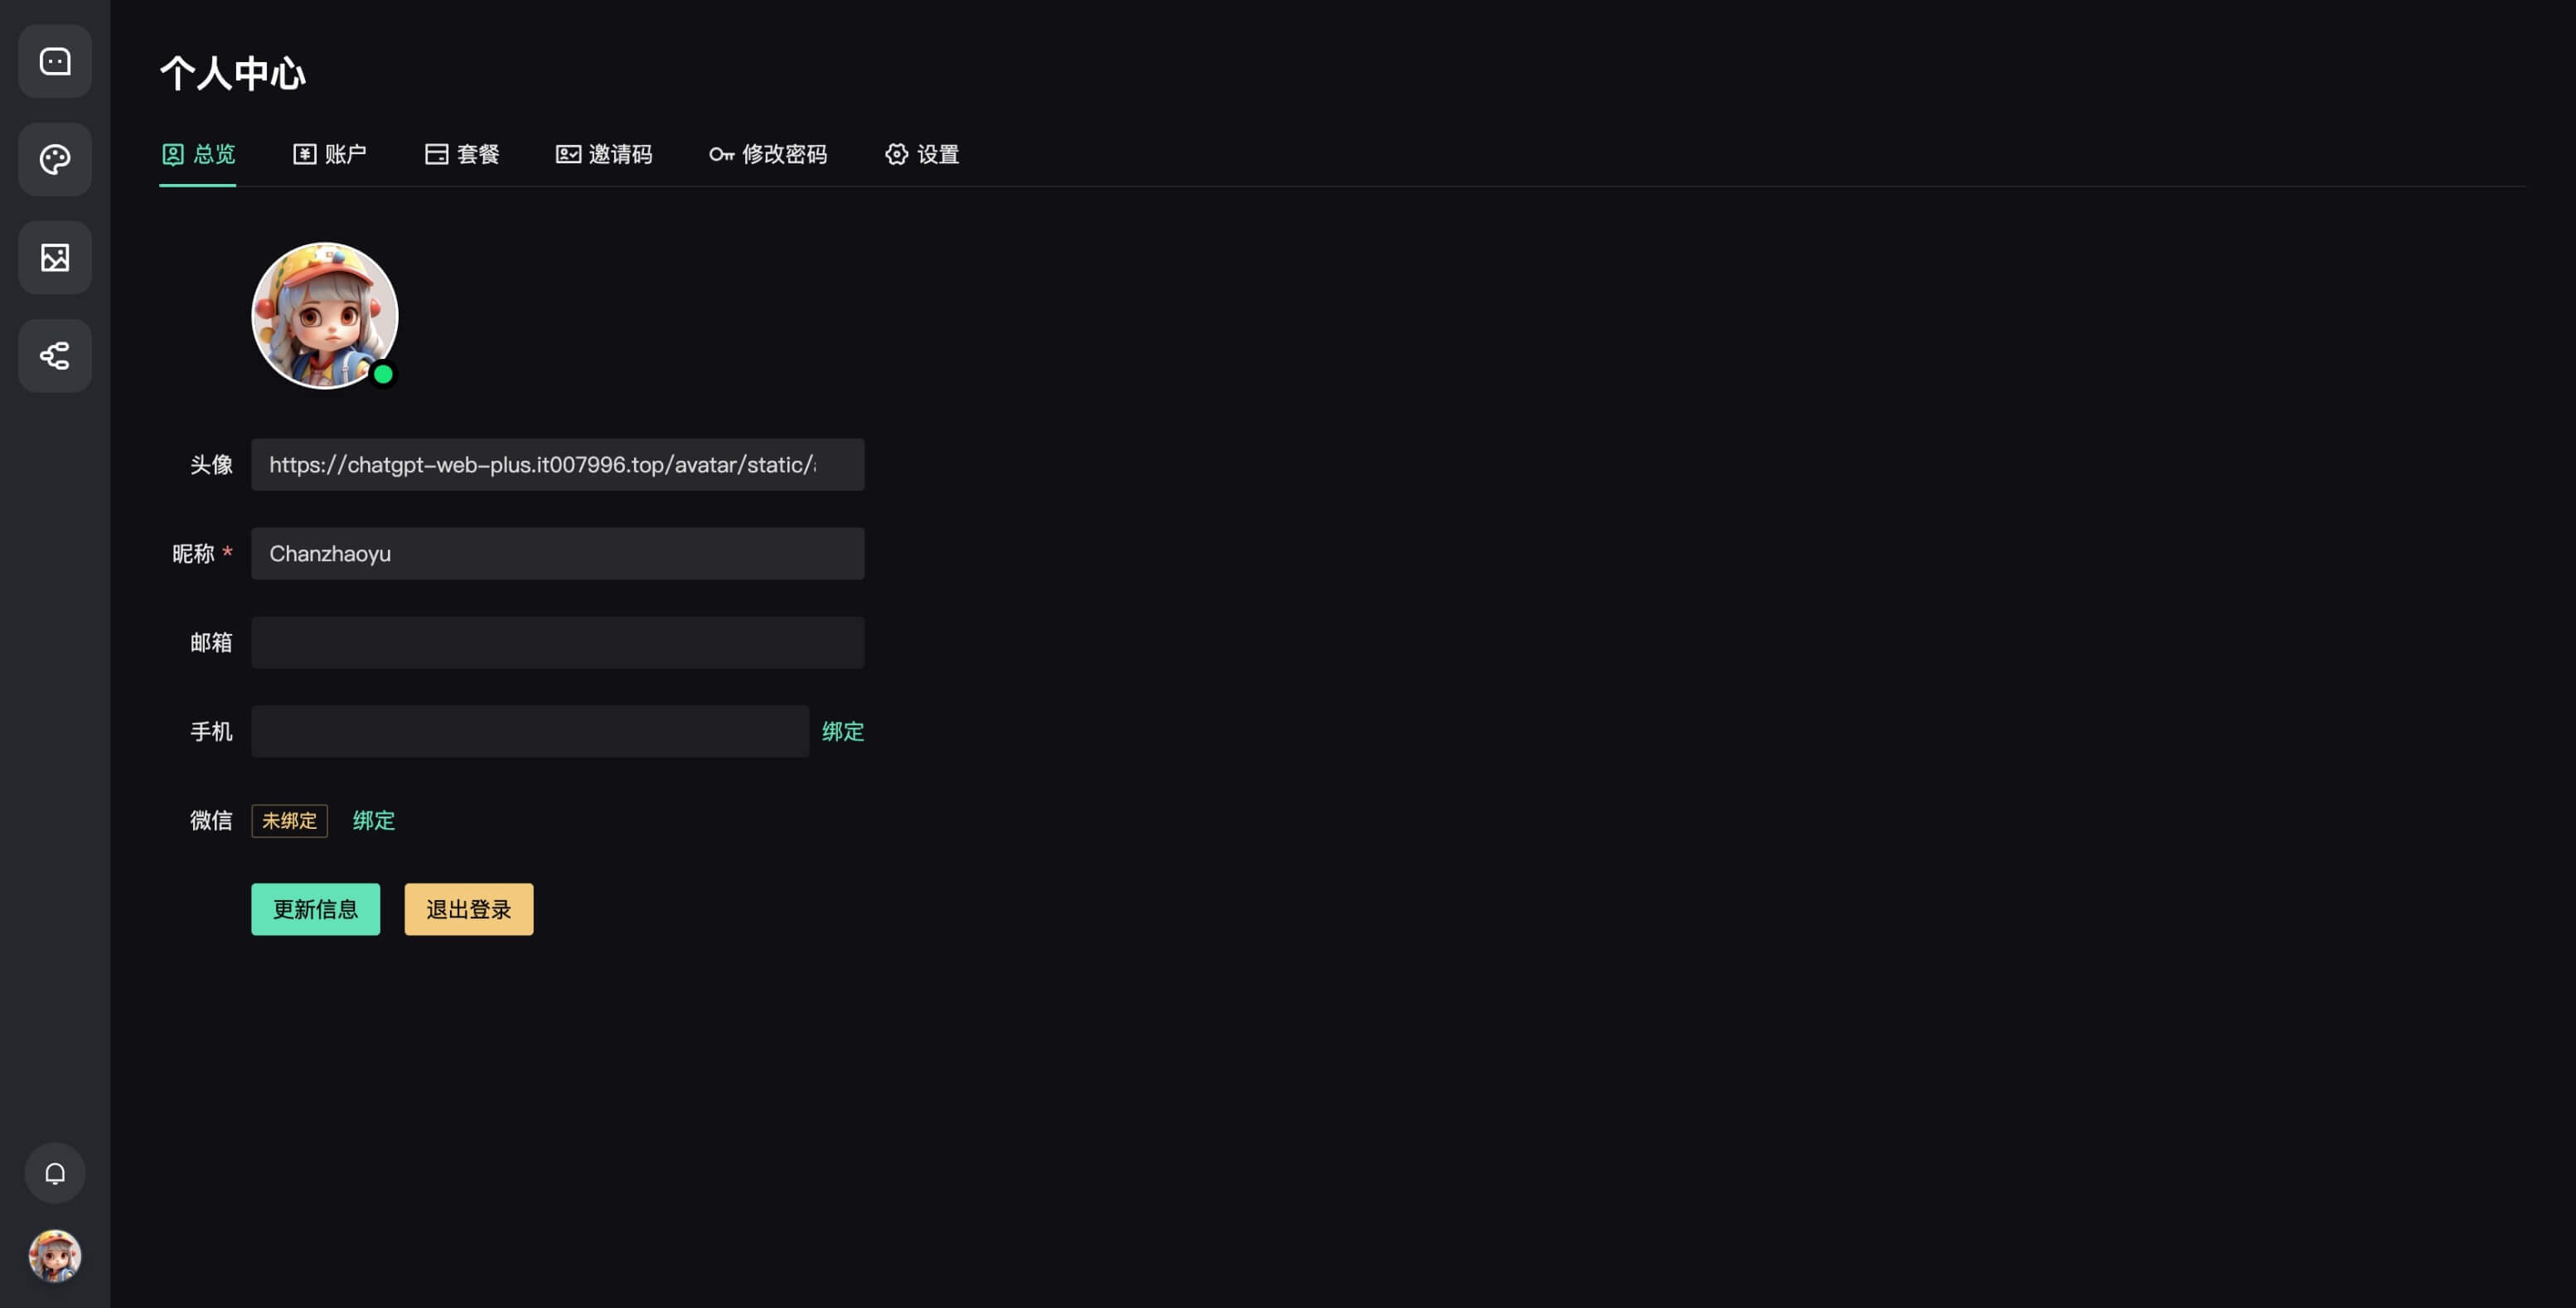 个人中心
总览 账户 套餐 邀请码 修改密码 设置
头像 https://chatgpt-web-plus.it007996.top/avatar/static/
昵称 * Chanzhaoyu
邮箱
手机 绑定
微信 未绑定 绑定
更新信息 退出登录